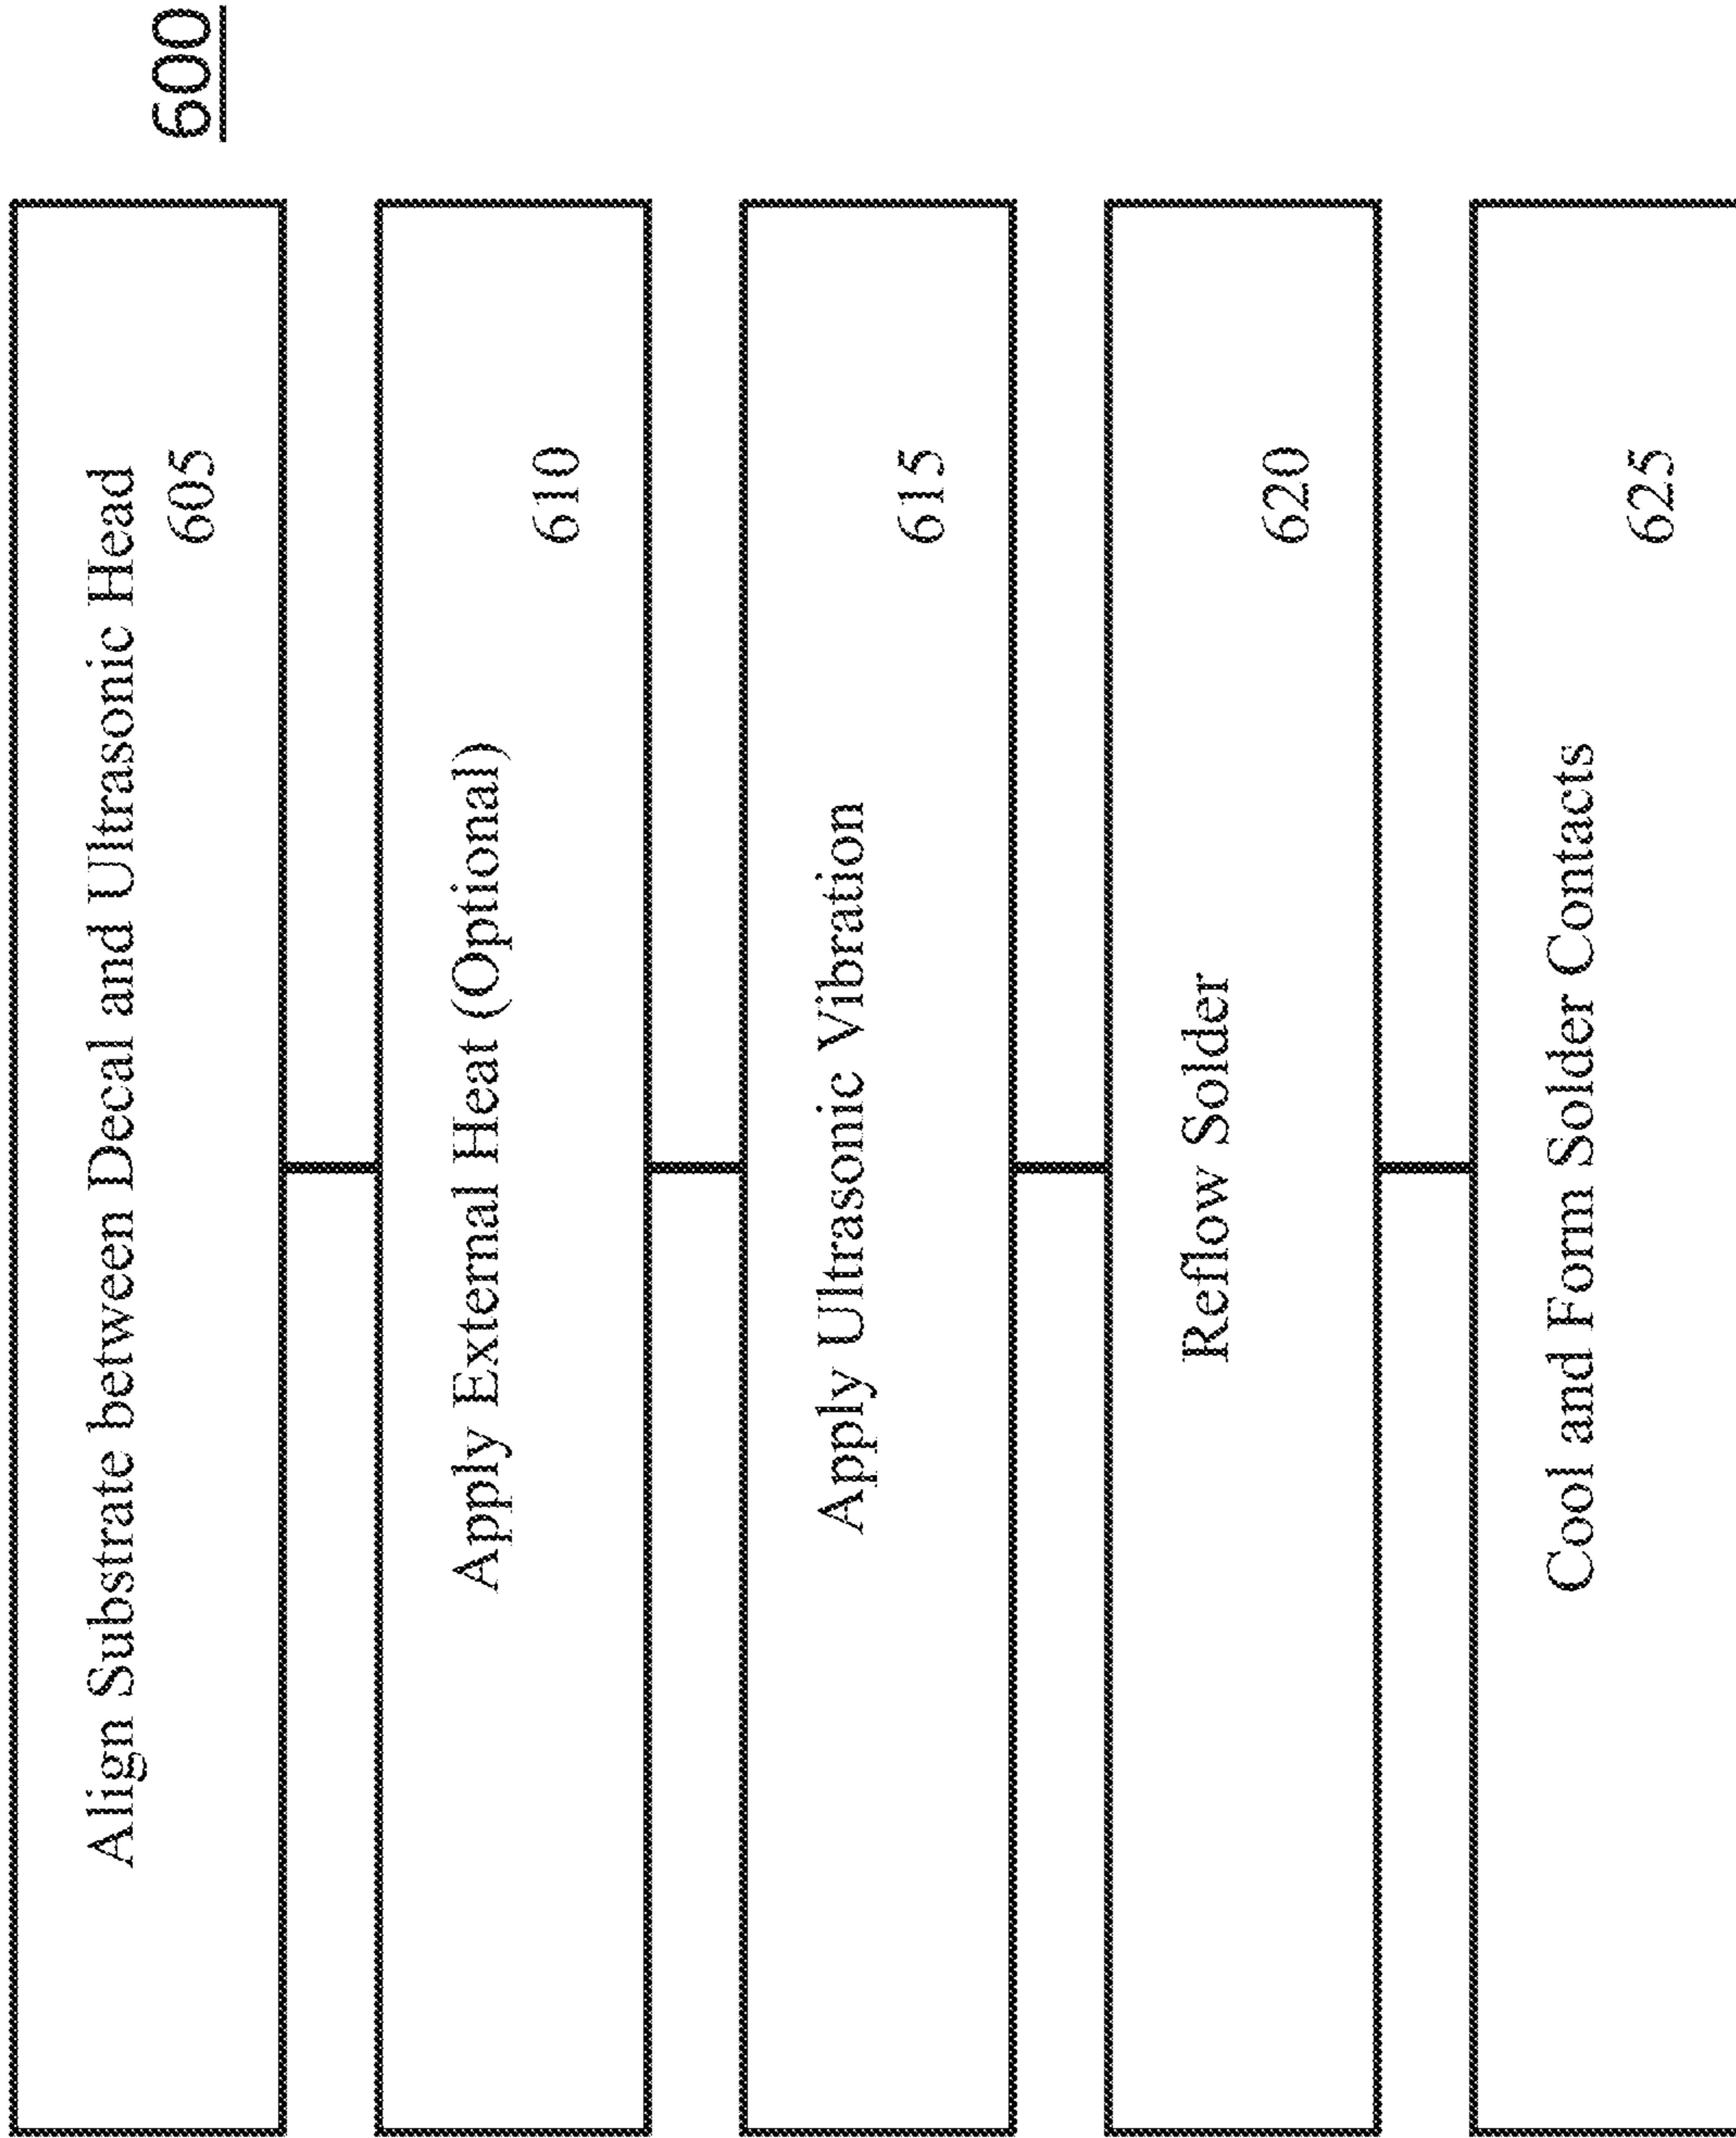 600
Align Substrate between Decal and Ultrasonic Head
605
Apply External Heat (Optional)
610
Apply Ultrasonic Vibration
615
Reflow Solder
620
Cool and Form Solder Contacts
625